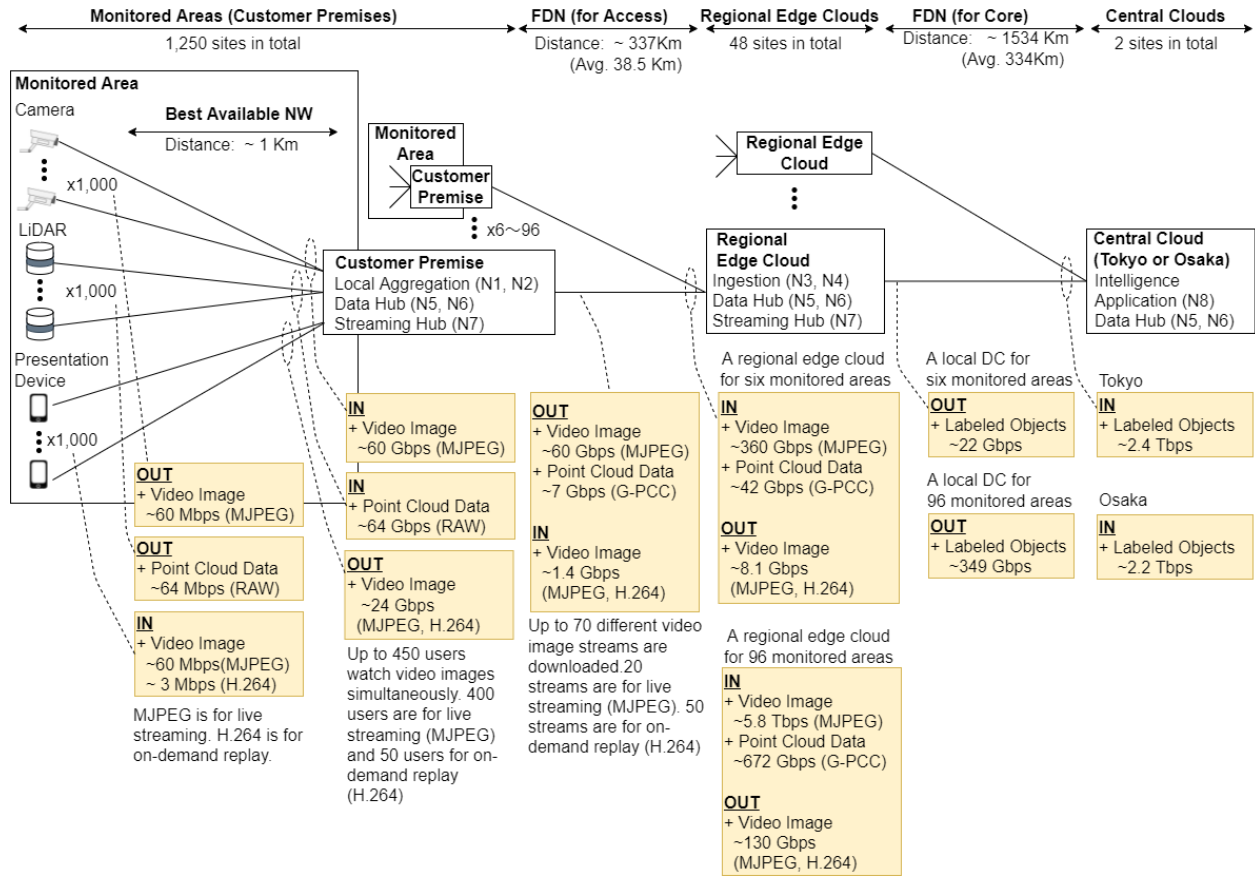 Monitored Areas (Customer Premises)
1,250 sites in total
FDN (for Access)
Distance: ~ 337Km
(Avg. 38.5 Km)
Regional Edge Clouds
48 sites in total
FDN (for Core)
Distance: ~ 1534 Km
(Avg. 334Km)
Central Clouds
2 sites in total
Monitored Area
Camera
x1,000
LiDAR
x1,000
Presentation
Device
x1,000
Best Available NW
Distance: ~ 1 Km
Monitored
Area
Customer
Premise
x6~96
Regional Edge
Cloud
Customer Premise
Local Aggregation (N1, N2)
Data Hub (N5, N6)
Streaming Hub (N7)
Regional
Edge Cloud
Ingestion (N3, N4)
Data Hub (N5, N6)
Streaming Hub (N7)
Central Cloud
(Tokyo or Osaka)
Intelligence
Application (N8)
Data Hub (N5, N6)
OUT
+ Video Image
~60 Mbps (MJPEG)
OUT
+ Point Cloud Data
~64 Mbps (RAW)
IN
+ Video Image
~60 Mbps(MJPEG)
~ 3 Mbps (H.264)
MJPEG is for live
streaming. H.264 is for
on-demand replay.
IN
+ Video Image
~60 Gbps (MJPEG)
IN
+ Point Cloud Data
~64 Gbps (RAW)
OUT
+ Video Image
~24 Gbps
(MJPEG, H.264)
Up to 450 users
watch video images
simultaneously. 400
users are for live
streaming (MJPEG)
and 50 users for on-
demand replay
(H.264)
OUT
+ Video Image
~60 Gbps (MJPEG)
+ Point Cloud Data
~7 Gbps (G-PCC)
IN
+ Video Image
~1.4 Gbps
(MJPEG, H.264)
Up to 70 different video
image streams are
downloaded.20
streams are for live
streaming (MJPEG). 50
streams are for on-
demand replay (H.264)
A regional edge cloud
for six monitored areas
IN
+ Video Image
~360 Gbps (MJPEG)
+ Point Cloud Data
~42 Gbps (G-PCC)
OUT
+ Video Image
~8.1 Gbps
(MJPEG, H.264)
A regional edge cloud
for 96 monitored areas
IN
+ Video Image
~5.8 Tbps (MJPEG)
+ Point Cloud Data
~672 Gbps (G-PCC)
OUT
+ Video Image
~130 Gbps
(MJPEG, H.264)
A local DC for
six monitored areas
OUT
+ Labeled Objects
~22 Gbps
A local DC for
96 monitored areas
OUT
+ Labeled Objects
~349 Gbps
Tokyo
IN
+ Labeled Objects
~2.4 Tbps
Osaka
IN
+ Labeled Objects
~2.2 Tbps